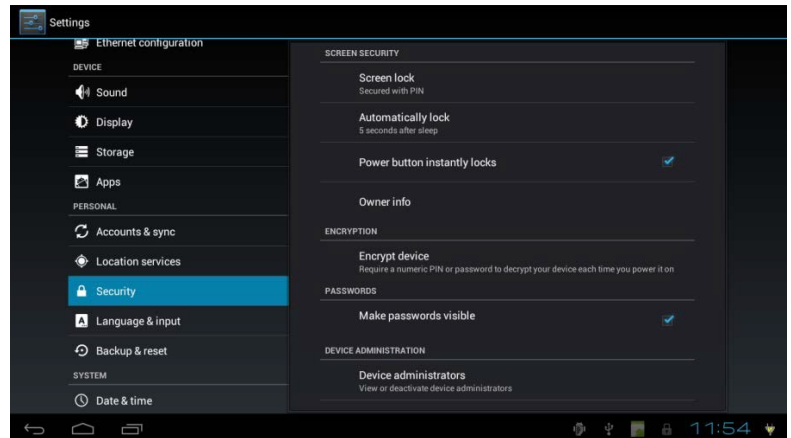 Settings
Ethernet configuration
DEVICE
Sound
Display
Storage
Apps
PERSONAL
Accounts & sync
Location services
Security
A Language & input
Backup & reset
SYSTEM
Date & time
SCREEN SECURITY
Screen lock
Secured with PIN
Automatically lock
5 seconds after sleep
Power button instantly locks
Owner info
ENCRYPTION
Encrypt device
Require a numeric PIN or password to decrypt your device each time you power it on
PASSWORDS
Make passwords visible
DEVICE ADMINISTRATION
Device administrators
View or deactivate device administrators
11:54